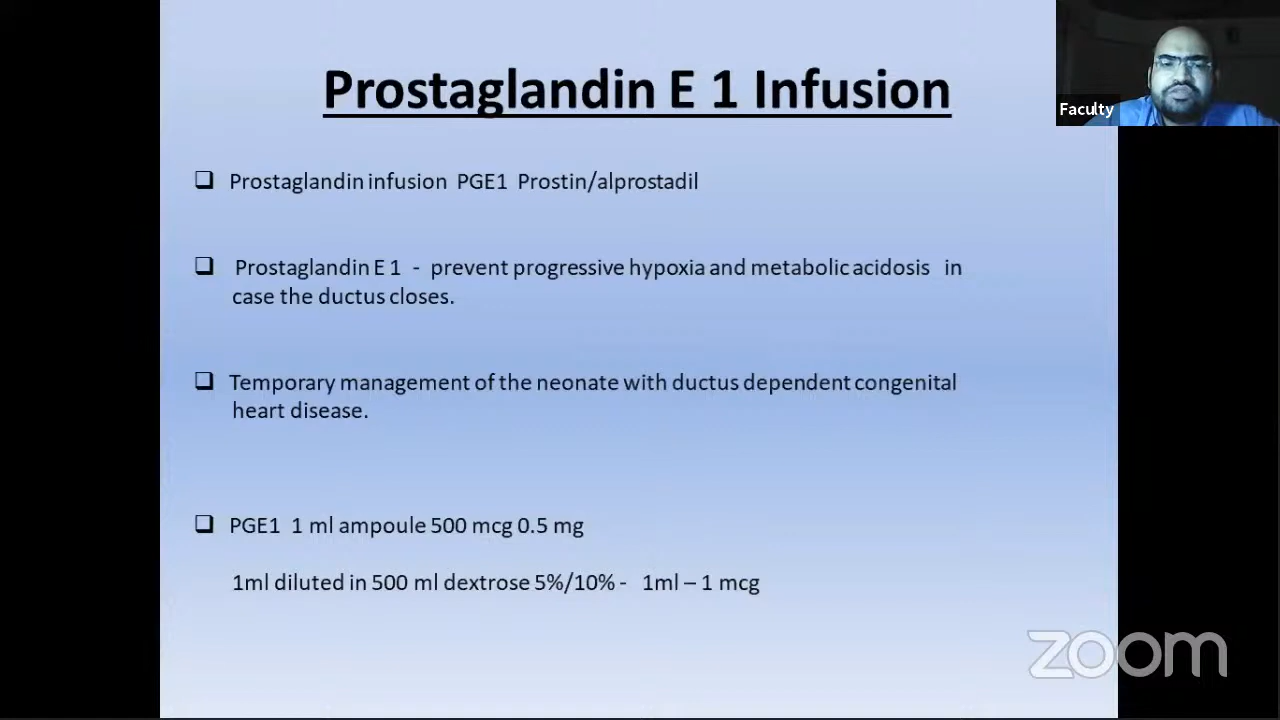 Prostaglandin E 1 Infusion
Faculty
Prostaglandin infusion PGE1 Prostin/alprostadil
Prostaglandin E 1 - prevent progressive hypoxia and metabolic acidosis in
case the ductus closes.
Temporary management of the neonate with ductus dependent congenital
heart disease.
PGE1 1 ml ampoule 500 mcg 0.5 mg
1ml diluted in 500 ml dextrose 5%/10% - 1ml – 1 mcg
zoom